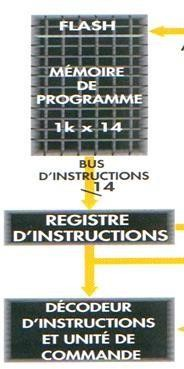 FLASH
MÉMOIRE
DE
PROGRAMME
1k x 14
BUS
D'INSTRUCTIONS
14
REGISTRE
D'INSTRUCTIONS
DÉCODEUR
D'INSTRUCTIONS
ET UNITÉ DE
COMMANDE